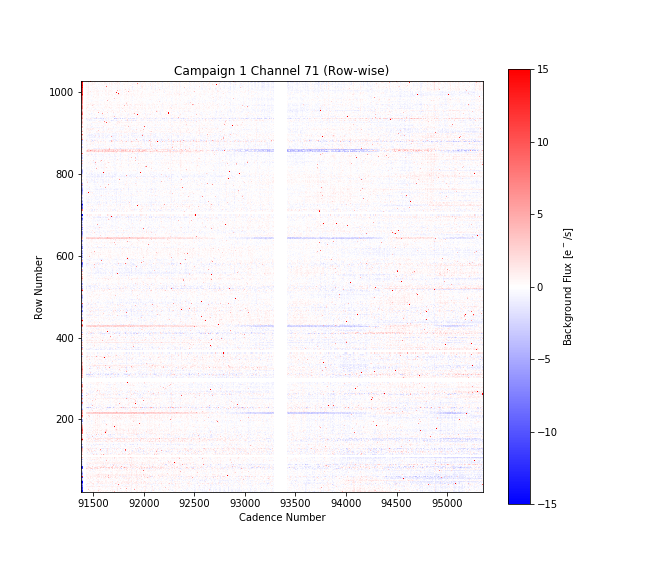 Campaign 1 Channel 71 (Row-wise)
1000
800
600
400
200
Row Number
91500 92000 92500 93000 93500 94000 94500 95000
Cadence Number
15
10
5
0
−5
−10
−15
Background Flux [e⁻/s]